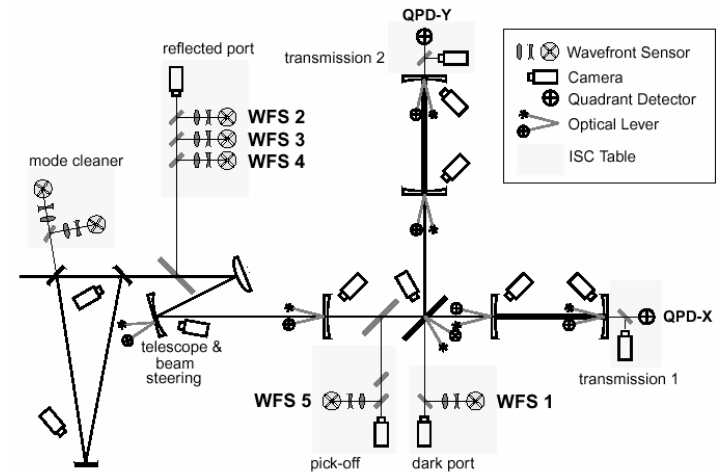 QPD-Y
reflected port
transmission 2
Wavefront Sensor
Camera
Quadrant Detector
Optical Lever
ISC Table
WFS 2
WFS 3
WFS 4
mode cleaner
QPD-X
telescope &
beam
steering
transmission 1
WFS 5
WFS 1
pick-off
dark port